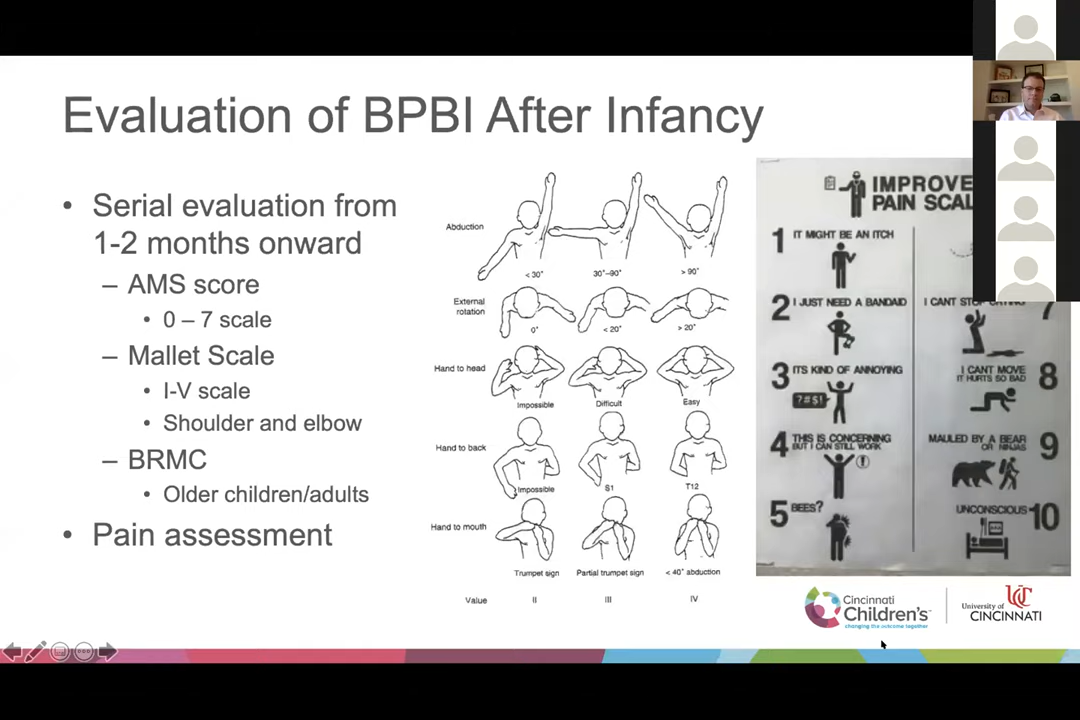 Evaluation of BPBI After Infancy
• Serial evaluation from
1-2 months onward
– AMS score
• 0 – 7 scale
– Mallet Scale
• I-V scale
• Shoulder and elbow
– BRMC
• Older children/adults
• Pain assessment
Abduction
< 30° 30°–90° > 90°
External
rotation
0° < 20° > 20°
Hand to head
Impossible Difficult Easy
Hand to back
Impossible S1 T12
Hand to mouth
Trumpet sign Partial trumpet sign < 40° abduction
Value II III IV
IMPROVE
PAIN SCAL
1 IT MIGHT BE AN ITCH
2 I JUST NEED A BANDAID
3 ITS KIND OF ANNOYING
?#$!
4 THIS IS CONCERNING
BUT I CAN STILL WORK
5 BEES?
I CANT STOP
7
I CANT MOVE
IT HURTS SO BAD 8
MAULED BY A BEAR
OR NINJAS 9
UNCONSCIOUS 10
Cincinnati
Children's
changing the outcome together
University of
CINCINNATI